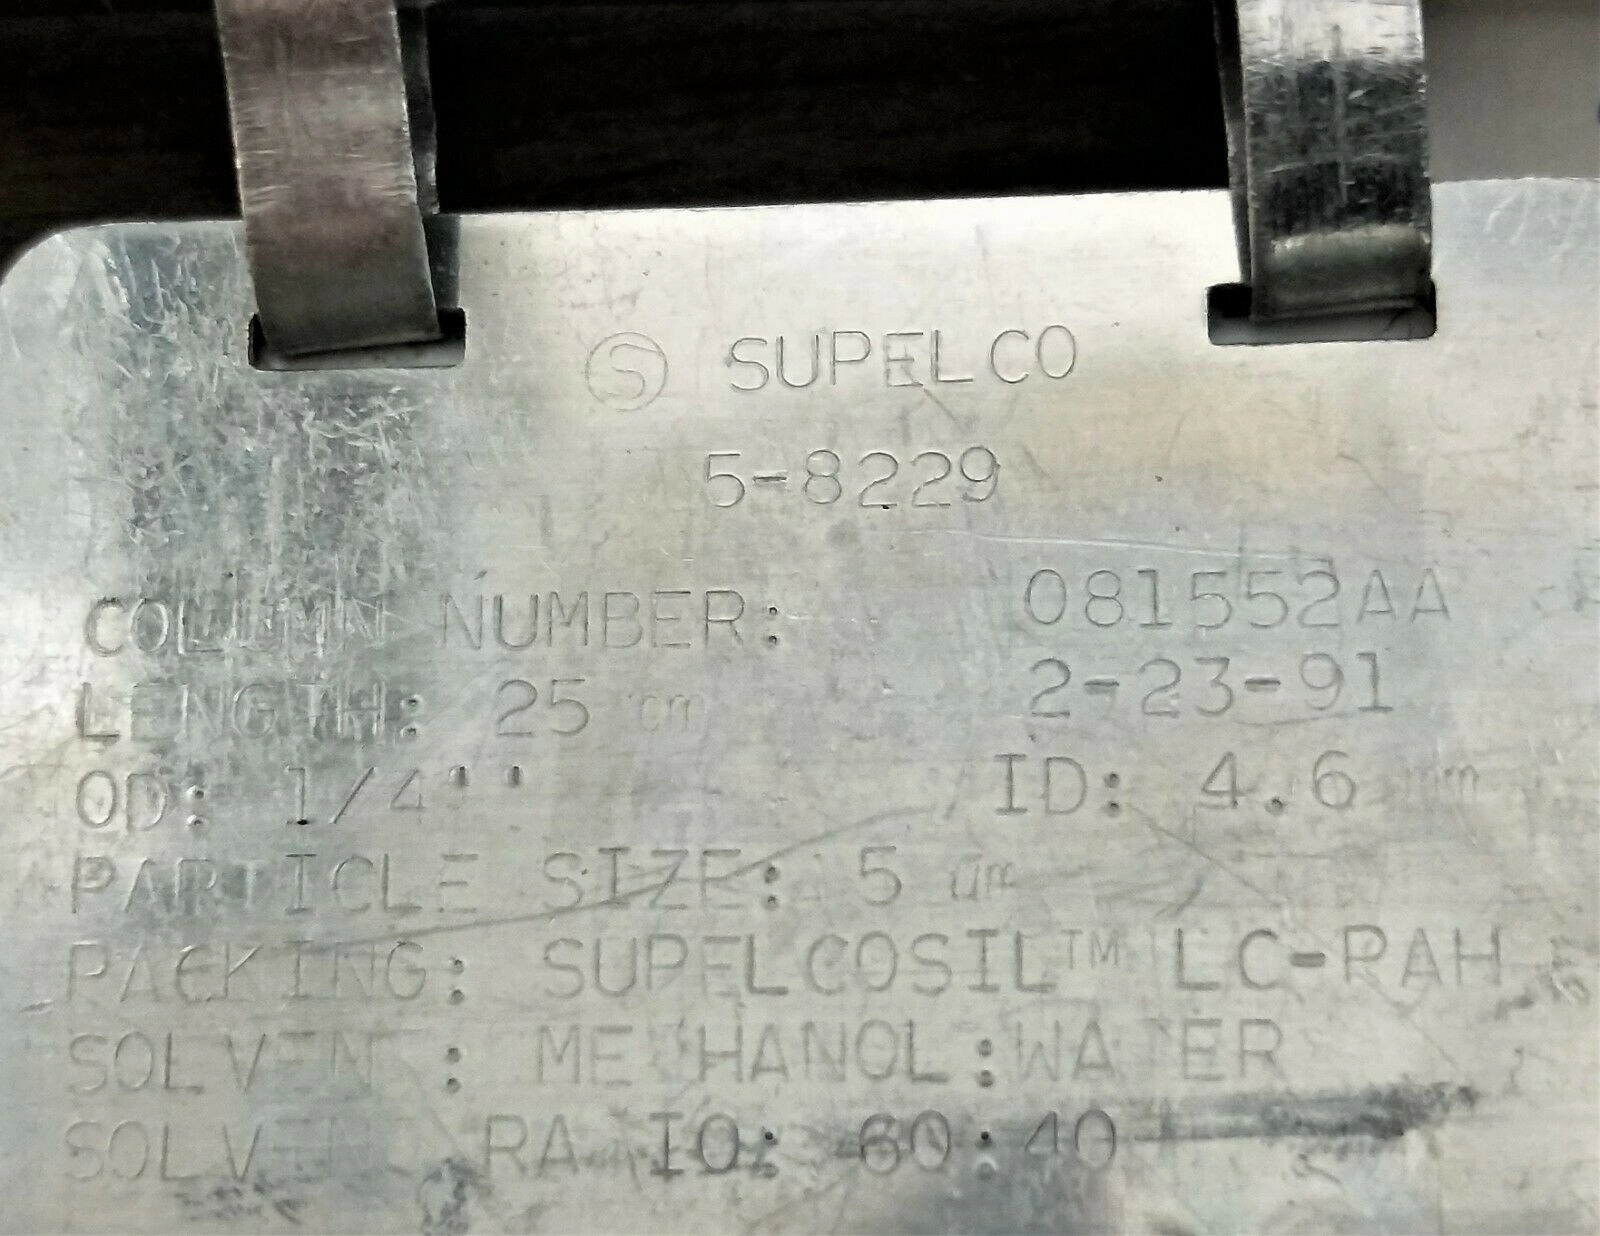 Ⓢ SUPELCO
5-8229
COLUMN NUMBER: 081552AA
LENGTH: 25 cm 2-23-91
OD: 1/4'' ID: 4.6 mm
PARTICLE SIZE: 5 um
PACKING: SUPELCOSIL™ LC-PAH
SOLVENT: METHANOL:WATER
SOLVENT RATIO: 60:40